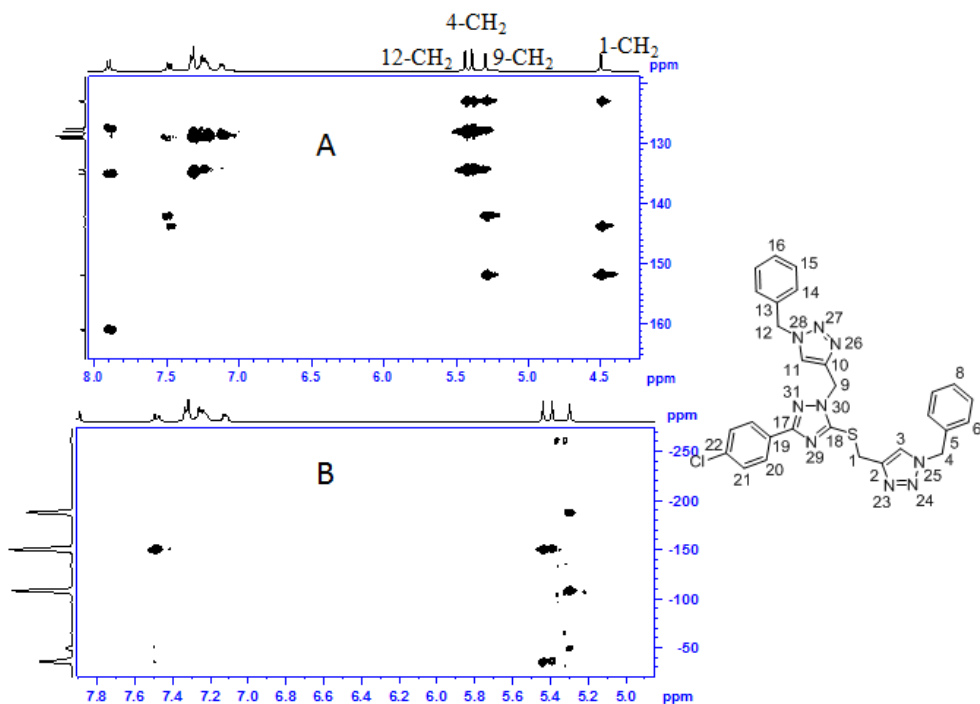 4-CH₂
12-CH₂ 9-CH₂ 1-CH₂
ppm
A
130
140
150
160
8.0 7.5 7.0 6.5 6.0 5.5 5.0 4.5 ppm
ppm
B
-250
-200
-150
-100
-50
7.8 7.6 7.4 7.2 7.0 6.8 6.6 6.4 6.2 6.0 5.8 5.6 5.4 5.2 5.0 ppm
16
15
14
13
12
28 N N 27
N 26
11 10
9
8
31 N N 30
17
22 19 N 18 S
29
Cl
21 20
1
2
3
N 25
N N
23 24
4
5
6